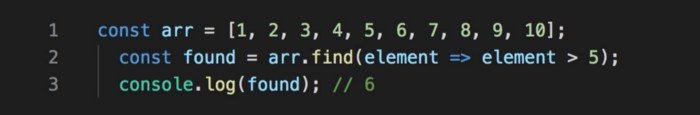 1 const arr = [1, 2, 3, 4, 5, 6, 7, 8, 9, 10];
2 const found = arr.find(element => element > 5);
3 console.log(found); // 6